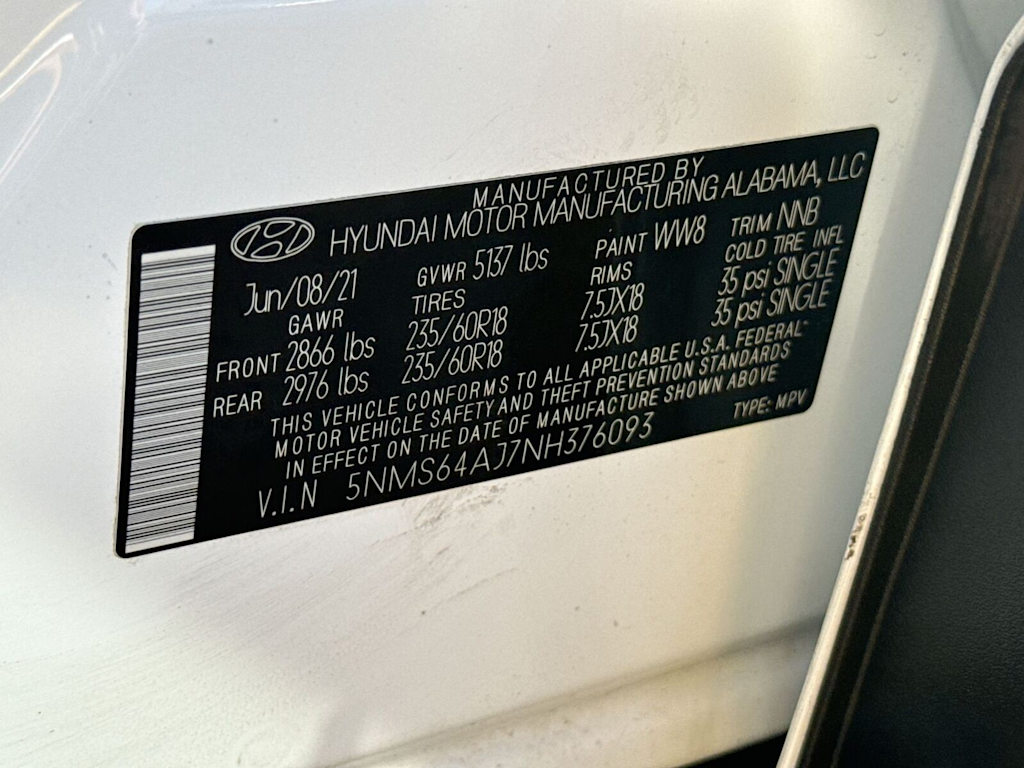 MANUFACTURED BY
HYUNDAI MOTOR MANUFACTURING ALABAMA, LLC
Jun/08/21 GVWR 5137 lbs PAINT WW8 TRIM NNB
GAWR TIRES RIMS COLD TIRE INFL
FRONT 2866 lbs 235/60R18 7.5JX18 35 psi SINGLE
REAR 2976 lbs 235/60R18 7.5JX18 35 psi SINGLE
THIS VEHICLE CONFORMS TO ALL APPLICABLE U.S.A. FEDERAL
MOTOR VEHICLE SAFETY AND THEFT PREVENTION STANDARDS
IN EFFECT ON THE DATE OF MANUFACTURE SHOWN ABOVE
V.I.N 5NMS64AJ7NH376093 TYPE: MPV